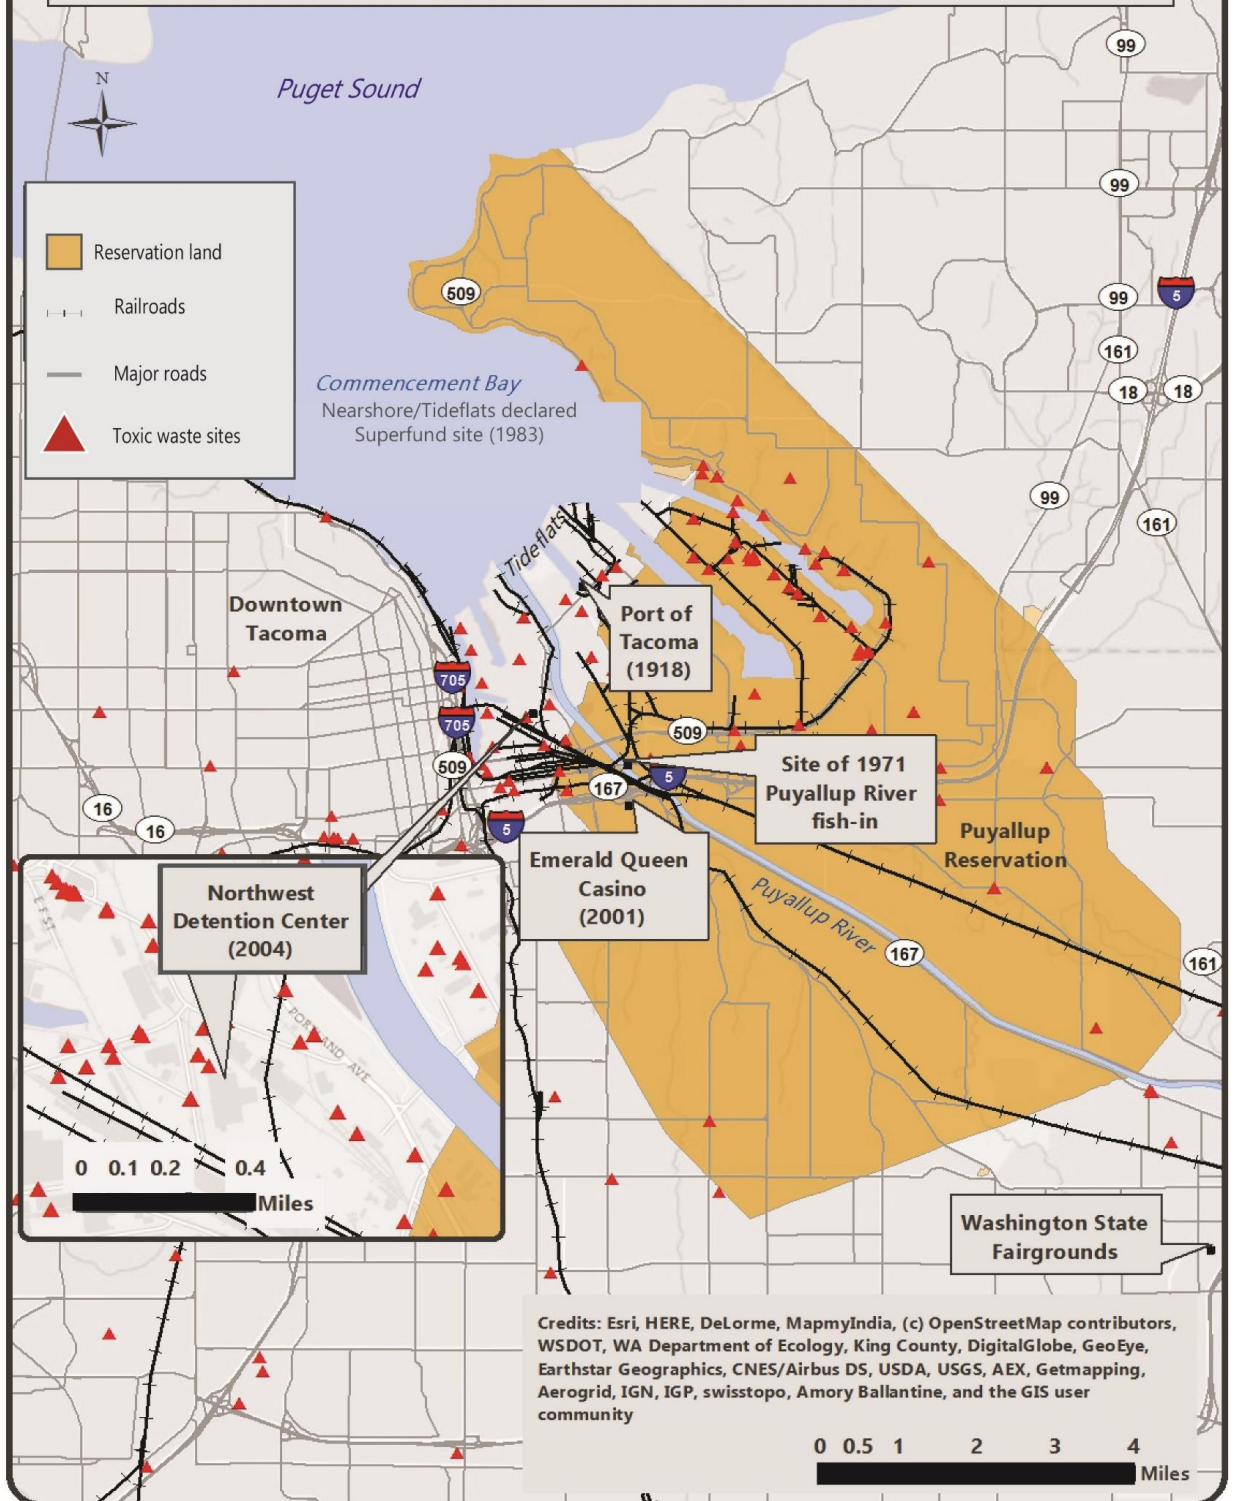 Puget Sound
N
99
99
Reservation land
509
Railroads
99
5
Major roads
161
Commencement Bay
18
18
Nearshore/Tideflats declared
Superfund site (1983)
Toxic waste sites
99
161
Tideflats
Downtown
Tacoma
Port of
Tacoma
(1918)
705
705
509
509
Site of 1971
Puyallup River
fish-in
5
167
16
16
5
Puyallup
Reservation
Emerald Queen
Casino
(2001)
Northwest
Detention Center
(2004)
Puyallup River
167
161
E F ST
PORTLAND AVE
0 0.1 0.2 0.4
Miles
Washington State
Fairgrounds
Credits: Esri, HERE, DeLorme, MapmyIndia, (c) OpenStreetMap contributors,
WSDOT, WA Department of Ecology, King County, DigitalGlobe, GeoEye,
Earthstar Geographics, CNES/Airbus DS, USDA, USGS, AEX, Getmapping,
Aerogrid, IGN, IGP, swisstopo, Amory Ballantine, and the GIS user
community
0 0.5 1 2 3 4
Miles